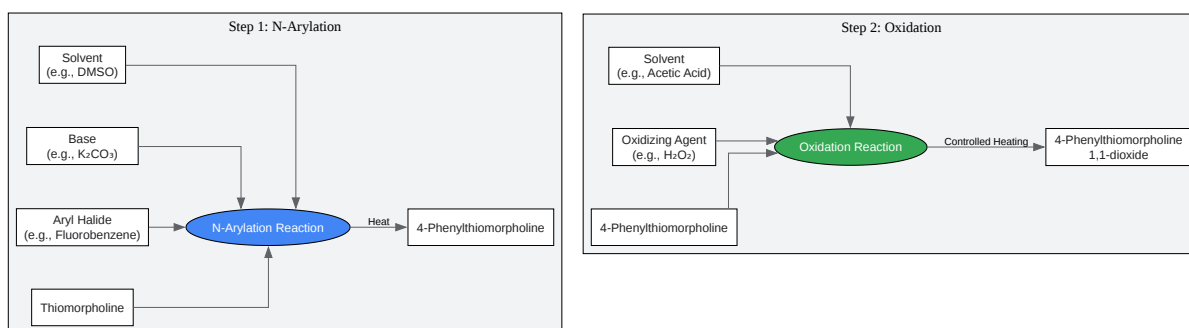 Step 1: N-Arylation
Solvent
(e.g., DMSO)
Base
(e.g., K₂CO₃)
Aryl Halide
(e.g., Fluorobenzene)
N-Arylation Reaction
Heat
4-Phenylthiomorpholine
Thiomorpholine
Step 2: Oxidation
Solvent
(e.g., Acetic Acid)
Oxidizing Agent
(e.g., H₂O₂)
Oxidation Reaction
Controlled Heating
4-Phenylthiomorpholine
1,1-dioxide
4-Phenylthiomorpholine